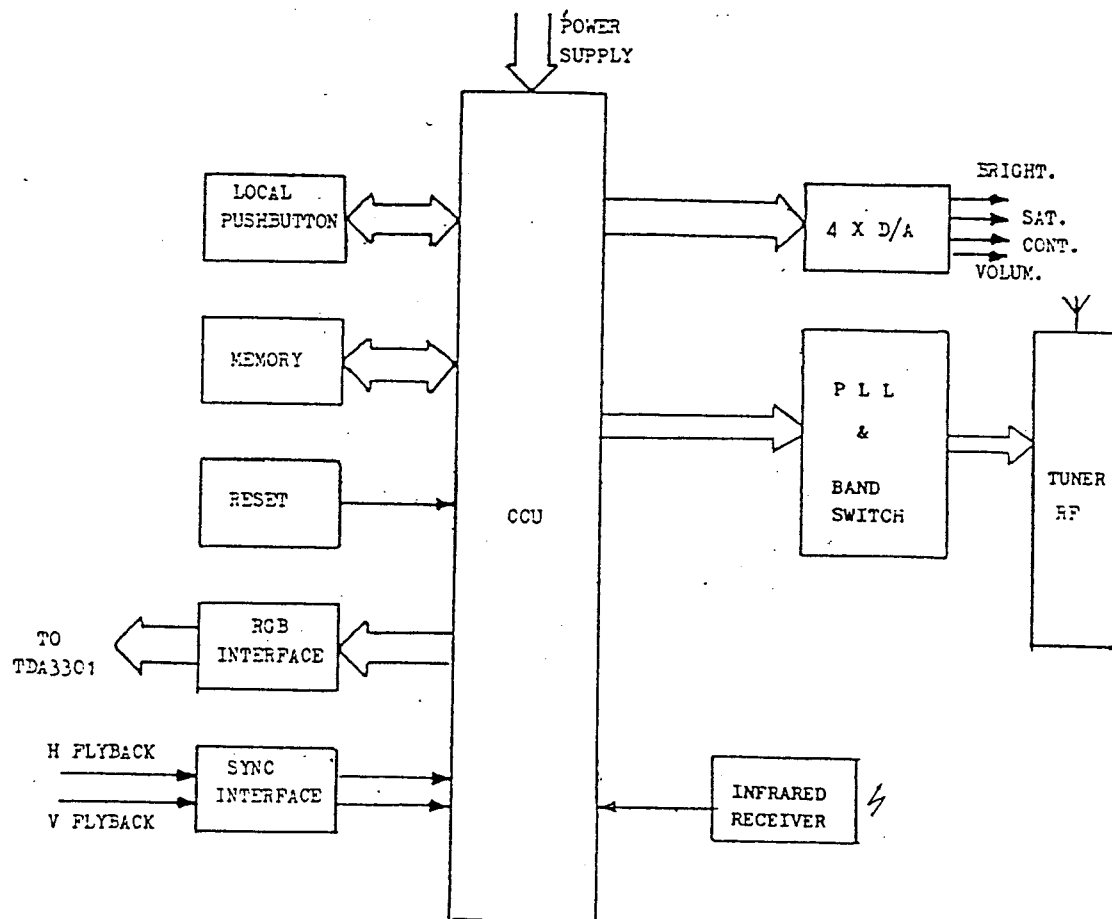 POWER
SUPPLY
LOCAL
PUSHBUTTON
MEMORY
RESET
RGB
INTERFACE
TO
TDA3301
H FLYBACK
V FLYBACK
SYNC
INTERFACE
CCU
4 X D/A
BRIGHT.
SAT.
CONT.
VOLUM.
P L L
&
BAND
SWITCH
TUNER
RF
INFRARED
RECEIVER